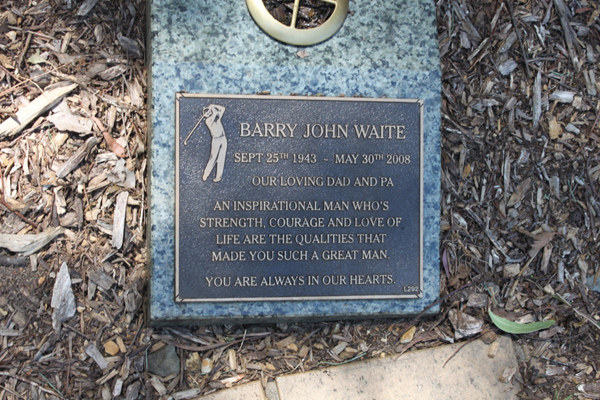 BARRY JOHN WAITE
SEPT 25TH 1943 - MAY 30TH 2008
OUR LOVING DAD AND PA
AN INSPIRATIONAL MAN WHO'S
STRENGTH, COURAGE AND LOVE OF
LIFE ARE THE QUALITIES THAT
MADE YOU SUCH A GREAT MAN.
YOU ARE ALWAYS IN OUR HEARTS.
L292